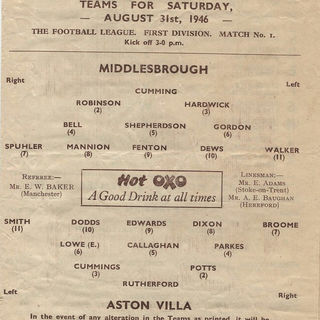 TEAMS FOR SATURDAY,
AUGUST 31st, 1946
THE FOOTBALL LEAGUE. FIRST DIVISION. MATCH No. 1.
Kick off 3-0 p.m.
MIDDLESBROUGH
Right Left
CUMMING
ROBINSON HARDWICK
(2) (3)
BELL SHEPHERDSON GORDON
(4) (5) (6)
SPUHLER MANNION FENTON DEWS WALKER
(7) (8) (9) (10) (11)
REFEREE:— LINESMEN:—
Mr. E. W. BAKER Mr. E. ADAMS
(Manchester) (Stoke-on-Trent)
Mr. A. E. BAUGHAN
(HEREFORD)
Hot OXO
A Good Drink at all times
SMITH DODDS EDWARDS DIXON BROOME
(11) (10) (9) (8) (7)
LOWE (E.) CALLAGHAN PARKES
(6) (5) (4)
CUMMINGS POTTS
(3) (2)
RUTHERFORD
Left Right
ASTON VILLA
In the event of any alteration in the Teams as printed, it will be